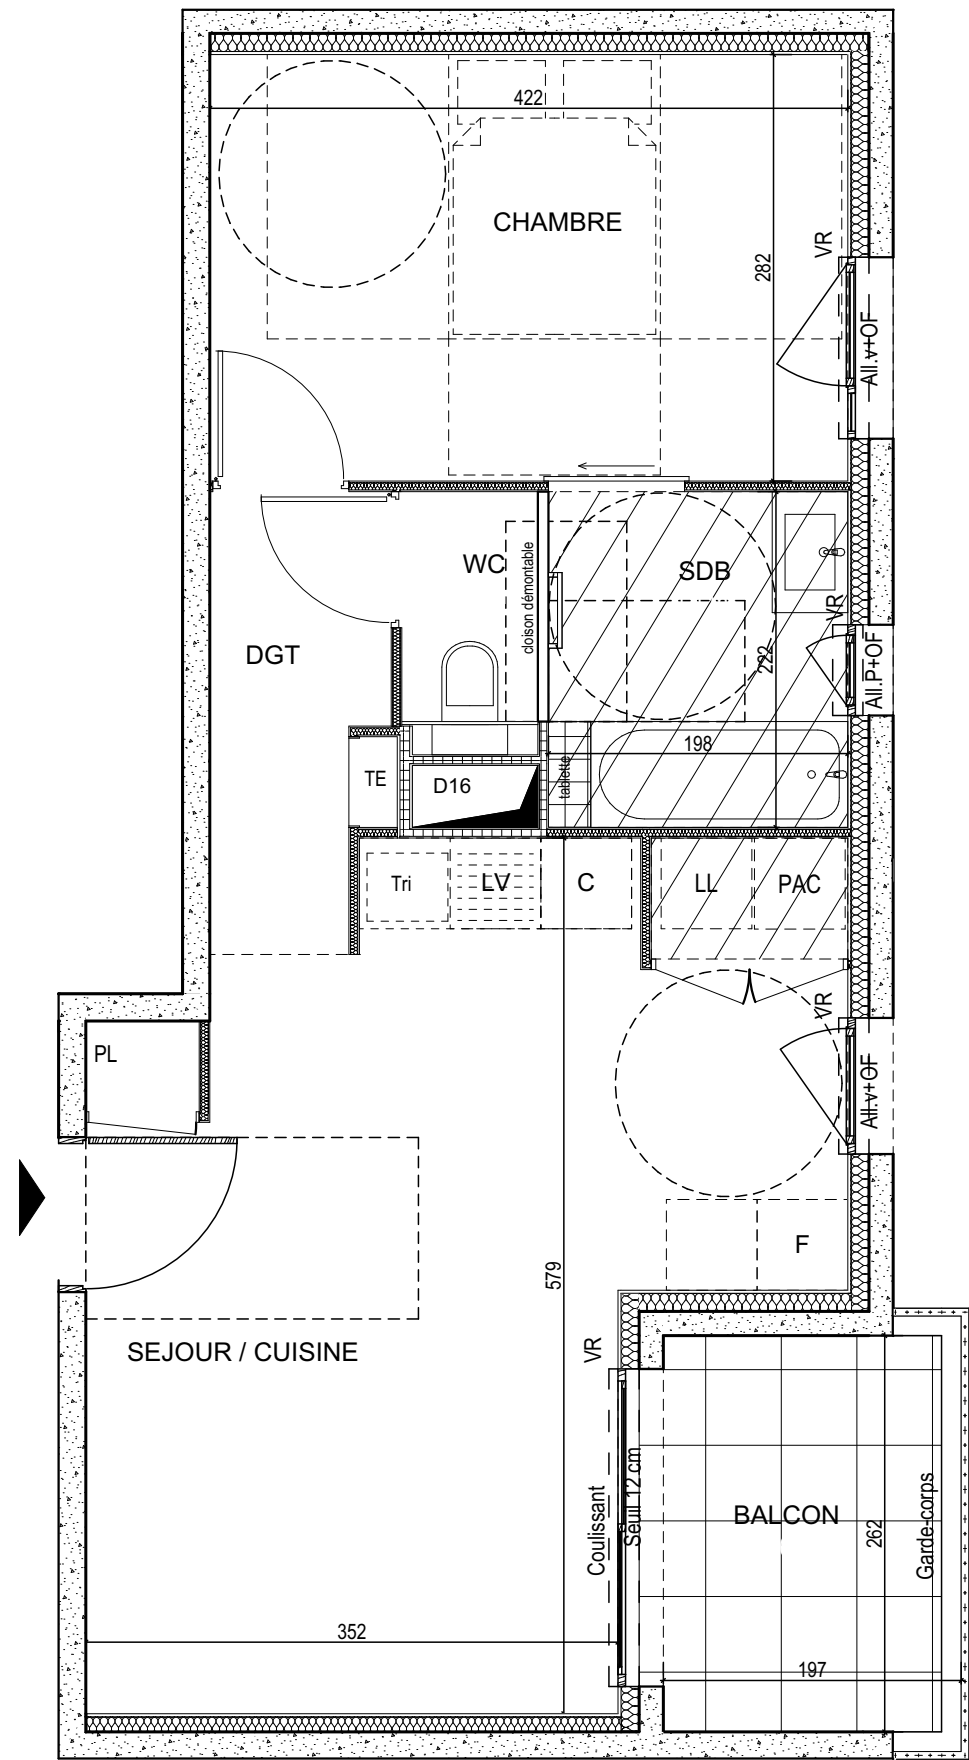 422
CHAMBRE
VR
282
All.v+OF
WC
cloison démontable
SDB
VR
DGT
222
All.P+OF
198
TE
D16
tablette
Tri
LV
C
LL
PAC
VR
PL
All.v+OF
F
579
SEJOUR / CUISINE
VR
Coulissant
Seuil 12 cm
BALCON
262
Garde-corps
352
197